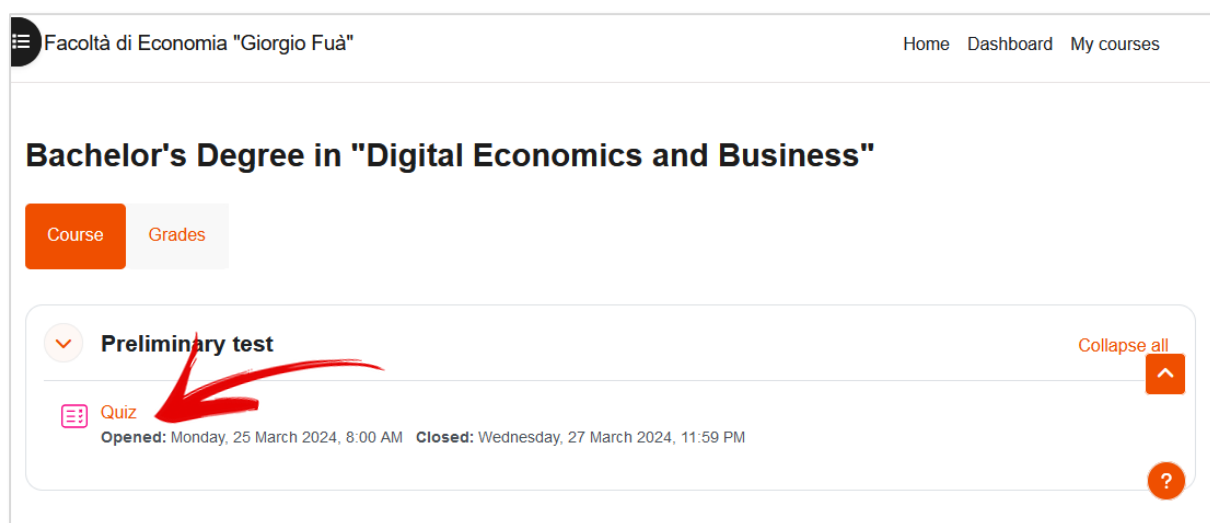 Facoltà di Economia "Giorgio Fuà"
Home Dashboard My courses
Bachelor's Degree in "Digital Economics and Business"
Course Grades
Preliminary test
Collapse all
Quiz
Opened: Monday, 25 March 2024, 8:00 AM Closed: Wednesday, 27 March 2024, 11:59 PM
?